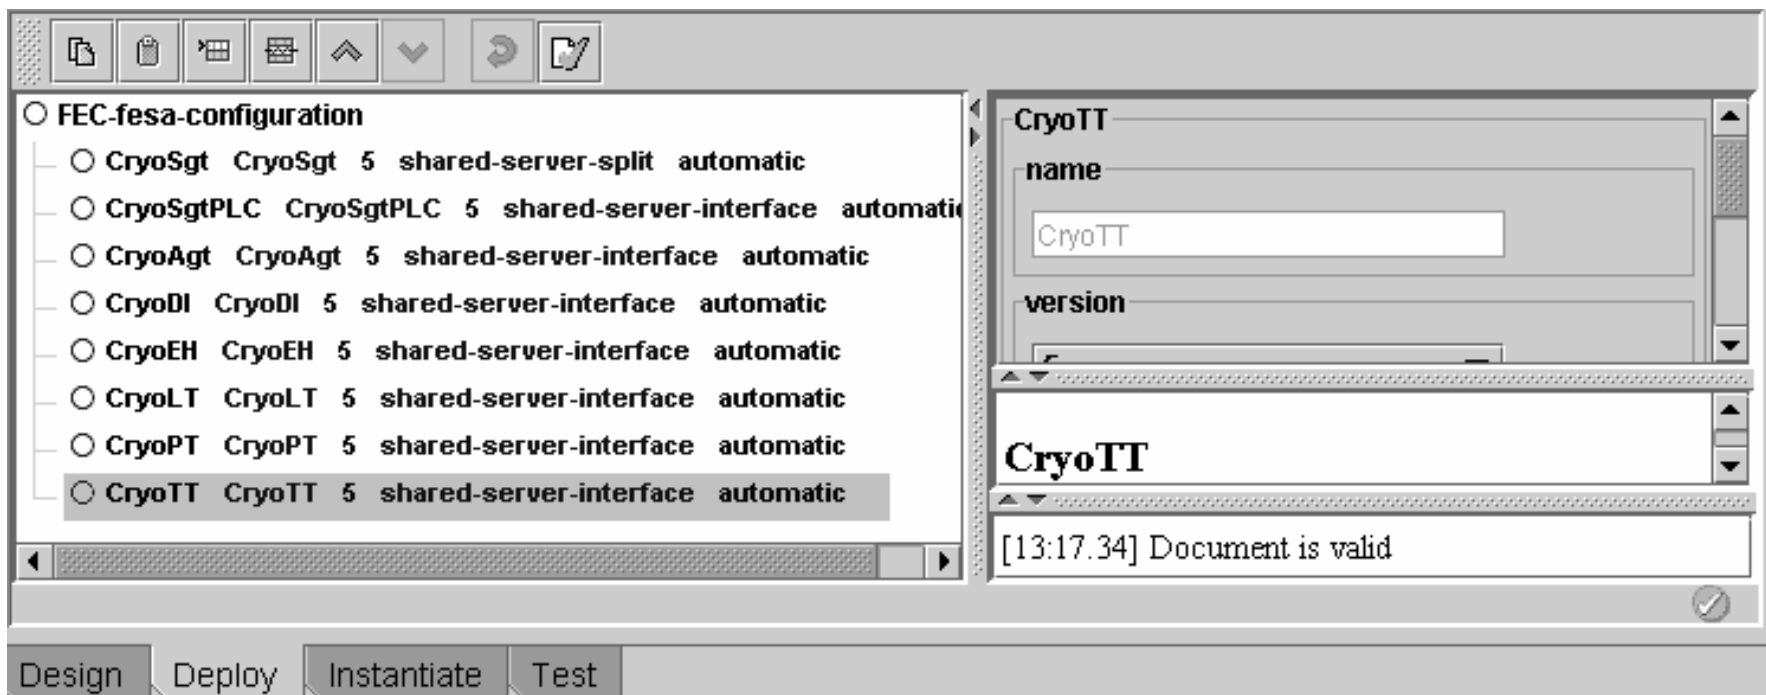 FEC-fesa-configuration
CryoSgt CryoSgt 5 shared-server-split automatic
CryoSgtPLC CryoSgtPLC 5 shared-server-interface
CryoAgt CryoAgt 5 shared-server-interface automatic
CryoDI CryoDI 5 shared-server-interface automatic
CryoEH CryoEH 5 shared-server-interface automatic
CryoLT CryoLT 5 shared-server-interface automatic
CryoPT CryoPT 5 shared-server-interface automatic
CryoTT CryoTT 5 shared-server-interface automatic
CryoTT
name
CryoTT
version
CryoTT
[13:17.34] Document is valid
Design Deploy Instantiate Test